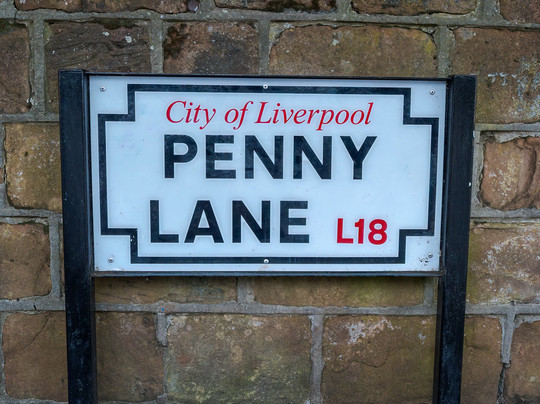 City of Liverpool
PENNY
LANE L18